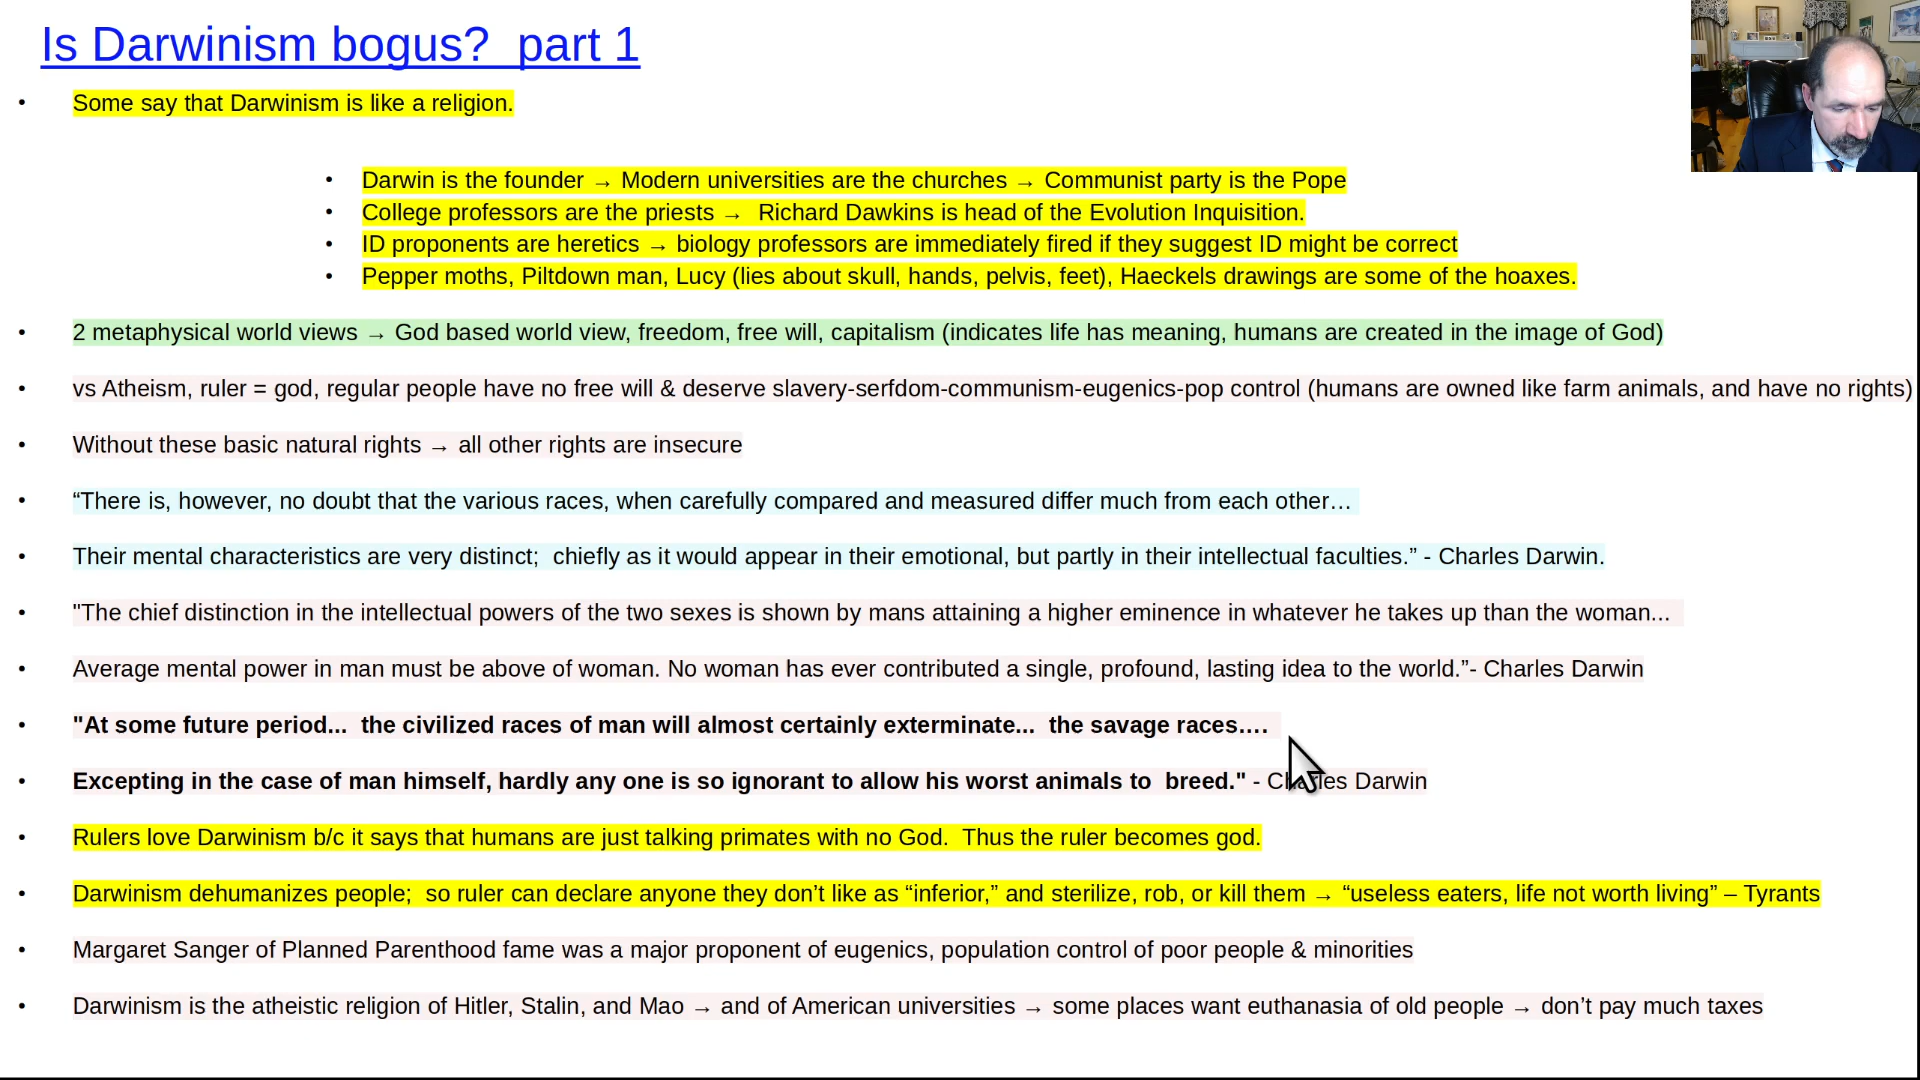 Is Darwinism bogus?  part 1
• Some say that Darwinism is like a religion.
• Darwin is the founder → Modern universities are the churches → Communist party is the Pope
• College professors are the priests →  Richard Dawkins is head of the Evolution Inquisition.
• ID proponents are heretics → biology professors are immediately fired if they suggest ID might be correct
• Pepper moths, Piltdown man, Lucy (lies about skull, hands, pelvis, feet), Haeckels drawings are some of the hoaxes.
• 2 metaphysical world views → God based world view, freedom, free will, capitalism (indicates life has meaning, humans are created in the image of God)
• vs Atheism, ruler = god, regular people have no free will & deserve slavery-serfdom-communism-eugenics-pop control (humans are owned like farm animals, and have no rights)
• Without these basic natural rights → all other rights are insecure
• “There is, however, no doubt that the various races, when carefully compared and measured differ much from each other…
• Their mental characteristics are very distinct;  chiefly as it would appear in their emotional, but partly in their intellectual faculties.” - Charles Darwin.
• "The chief distinction in the intellectual powers of the two sexes is shown by mans attaining a higher eminence in whatever he takes up than the woman...
• Average mental power in man must be above of woman. No woman has ever contributed a single, profound, lasting idea to the world.”- Charles Darwin
• "At some future period...  the civilized races of man will almost certainly exterminate...  the savage races….
• Excepting in the case of man himself, hardly any one is so ignorant to allow his worst animals to  breed." - Charles Darwin
• Rulers love Darwinism b/c it says that humans are just talking primates with no God.  Thus the ruler becomes god.
• Darwinism dehumanizes people;  so ruler can declare anyone they don’t like as “inferior,” and sterilize, rob, or kill them → “useless eaters, life not worth living” – Tyrants
• Margaret Sanger of Planned Parenthood fame was a major proponent of eugenics, population control of poor people & minorities
• Darwinism is the atheistic religion of Hitler, Stalin, and Mao → and of American universities → some places want euthanasia of old people → don’t pay much taxes